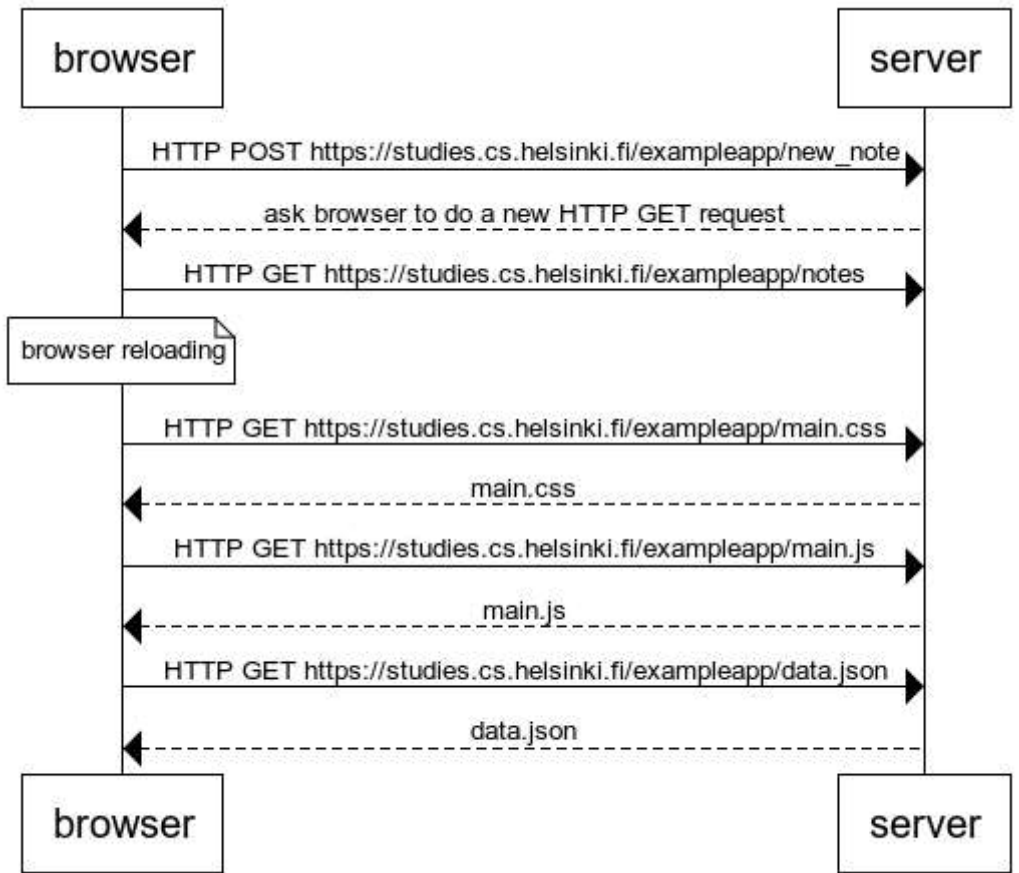 browser
server
HTTP POST https://studies.cs.helsinki.fi/exampleapp/new_note
ask browser to do a new HTTP GET request
HTTP GET https://studies.cs.helsinki.fi/exampleapp/notes
browser reloading
HTTP GET https://studies.cs.helsinki.fi/exampleapp/main.css
main.css
HTTP GET https://studies.cs.helsinki.fi/exampleapp/main.js
main.js
HTTP GET https://studies.cs.helsinki.fi/exampleapp/data.json
data.json
browser
server